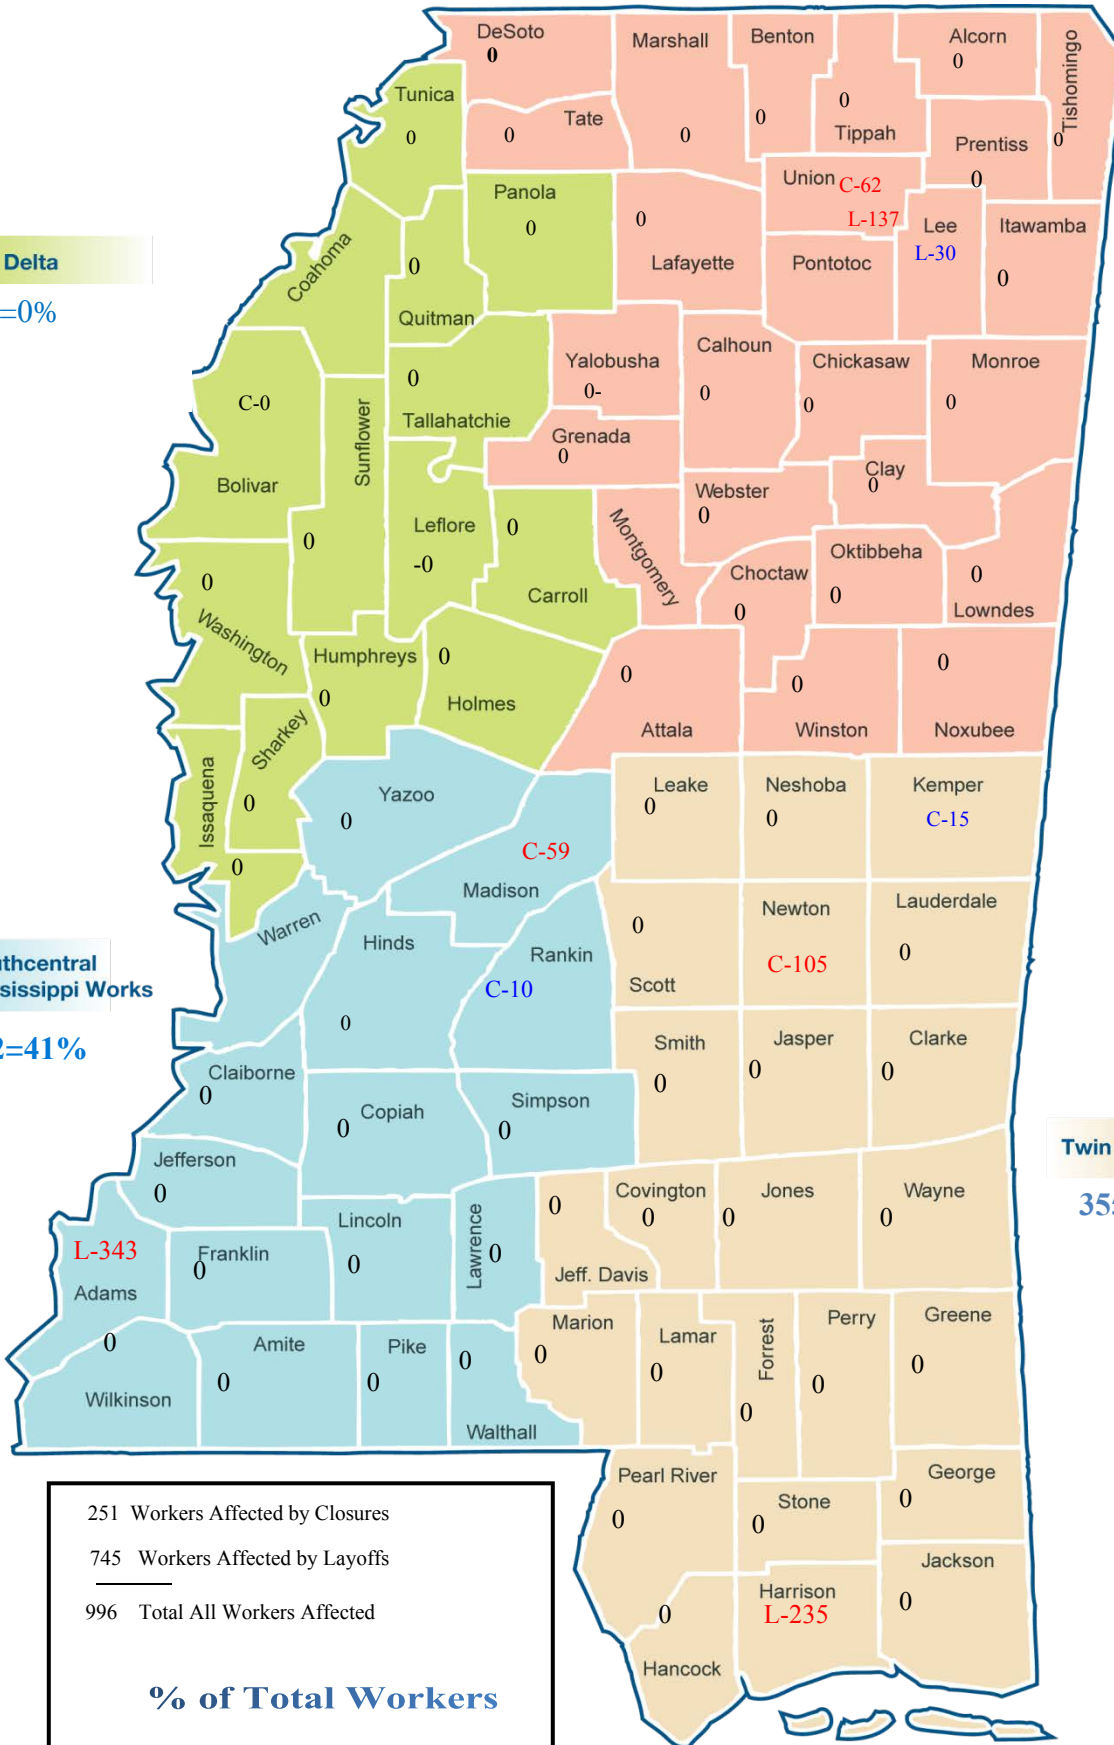 DeSoto
0
Marshall
0
Benton
0
Tippah
0
Alcorn
0
Tishomingo
0
Tunica
0
Tate
0
Prentiss
0
Panola
0
Union C-62
L-137
Lafayette
0
Pontotoc
Lee
L-30
Itawamba
0
Delta
=0%
Coahoma
Quitman
0
Yalobusha
0-
Calhoun
0
Chickasaw
0
Monroe
0
C-0
Bolivar
Sunflower
0
Tallahatchie
0
Grenada
0
Clay
0
Webster
0
Leflore
-0
Carroll
0
Montgomery
Choctaw
0
Oktibbeha
0
Lowndes
0
Washington
0
Humphreys
0
Holmes
0
Attala
0
Winston
0
Noxubee
0
Sharkey
0
Issaquena
0
Yazoo
0
Leake
0
Neshoba
0
Kemper
C-15
C-59
Madison
Warren
Hinds
0
Rankin
C-10
Scott
0
Newton
C-105
Lauderdale
0
uthcentral
sissippi Works
2=41%
Claiborne
0
Copiah
0
Simpson
0
Smith
0
Jasper
0
Clarke
0
Twin
355
Jefferson
0
Lincoln
0
Lawrence
0
Jeff. Davis
0
Covington
0
Jones
0
Wayne
0
L-343
Adams
Franklin
0
0
Wilkinson
Amite
0
Pike
0
0
Walthall
Marion
0
Lamar
0
Forrest
0
Perry
0
Greene
0
Pearl River
0
Stone
0
George
0
Jackson
0
Harrison
L-235
0
Hancock
251 Workers Affected by Closures
745 Workers Affected by Layoffs
996 Total All Workers Affected
% of Total Workers